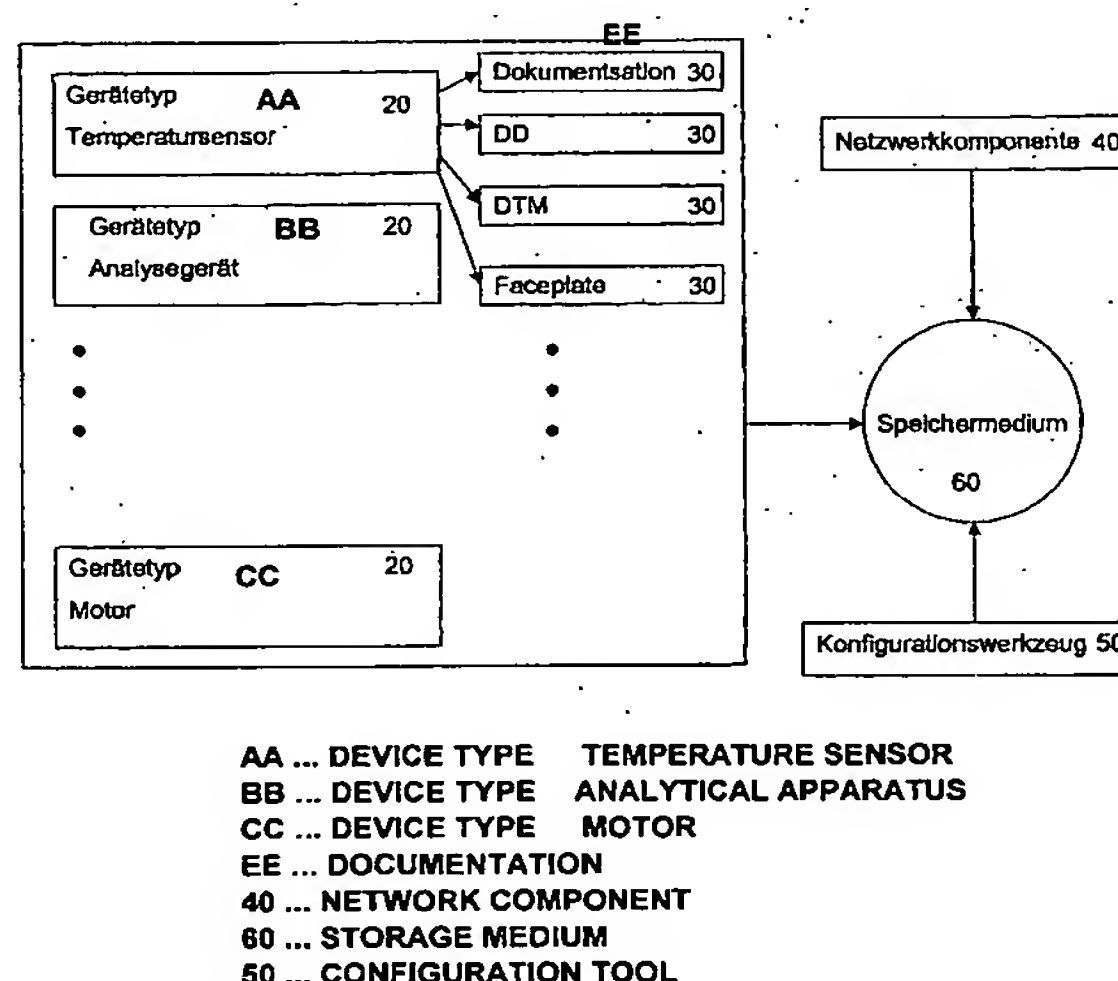 EE
Gerätetyp AA 20
Temperatursensor
Dokumentsation 30
DD 30
DTM 30
Faceplate 30
Gerätetyp BB 20
Analysegerät
Gerätetyp CC 20
Motor
Netzwerkkomponente 40
Speichermedium
60
Konfigurationswerkzeug 50
AA ... DEVICE TYPE TEMPERATURE SENSOR
BB ... DEVICE TYPE ANALYTICAL APPARATUS
CC ... DEVICE TYPE MOTOR
EE ... DOCUMENTATION
40 ... NETWORK COMPONENT
60 ... STORAGE MEDIUM
50 ... CONFIGURATION TOOL